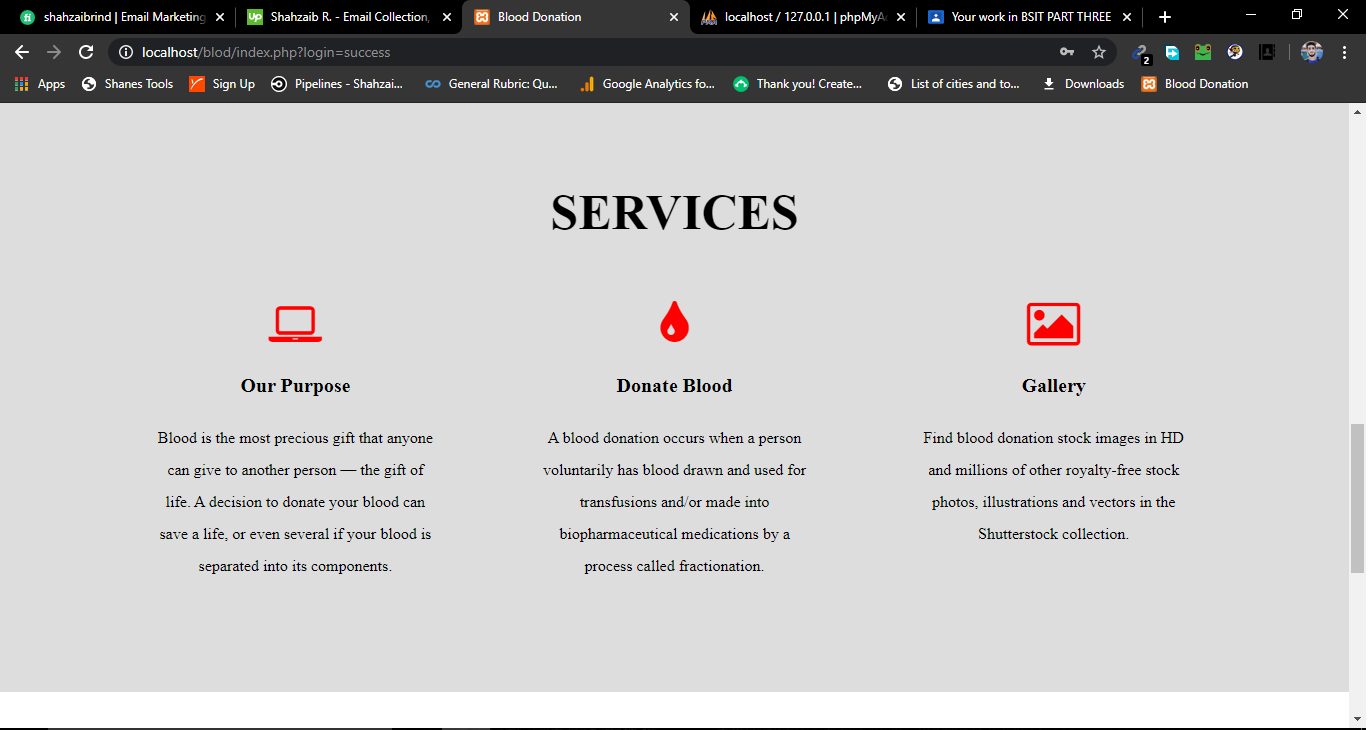 shahzaibrind | Email Marketing
Shahzaib R. - Email Collection,
Blood Donation
localhost / 127.0.0.1 | phpMyA
Your work in BSIT PART THREE
localhost/blod/index.php?login=success
2
Apps
Shanes Tools
Sign Up
Pipelines - Shahzai...
General Rubric: Qu...
Google Analytics fo...
Thank you! Create...
List of cities and to...
Downloads
Blood Donation
SERVICES
Our Purpose
Blood is the most precious gift that anyone
can give to another person — the gift of
life. A decision to donate your blood can
save a life, or even several if your blood is
separated into its components.
Donate Blood
A blood donation occurs when a person
voluntarily has blood drawn and used for
transfusions and/or made into
biopharmaceutical medications by a
process called fractionation.
Gallery
Find blood donation stock images in HD
and millions of other royalty-free stock
photos, illustrations and vectors in the
Shutterstock collection.